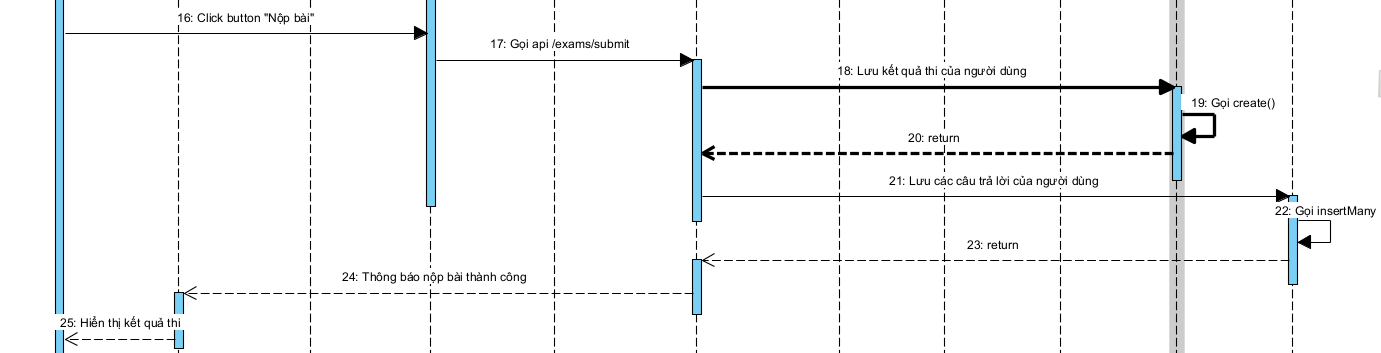 16: Click button "Nộp bài"
17: Gọi api /exams/submit
18: Lưu kết quả thi của người dùng
19: Gọi create()
20: return
21: Lưu các câu trả lời của người dùng
22: Gọi insertMany
23: return
24: Thông báo nộp bài thành công
25: Hiển thị kết quả thi